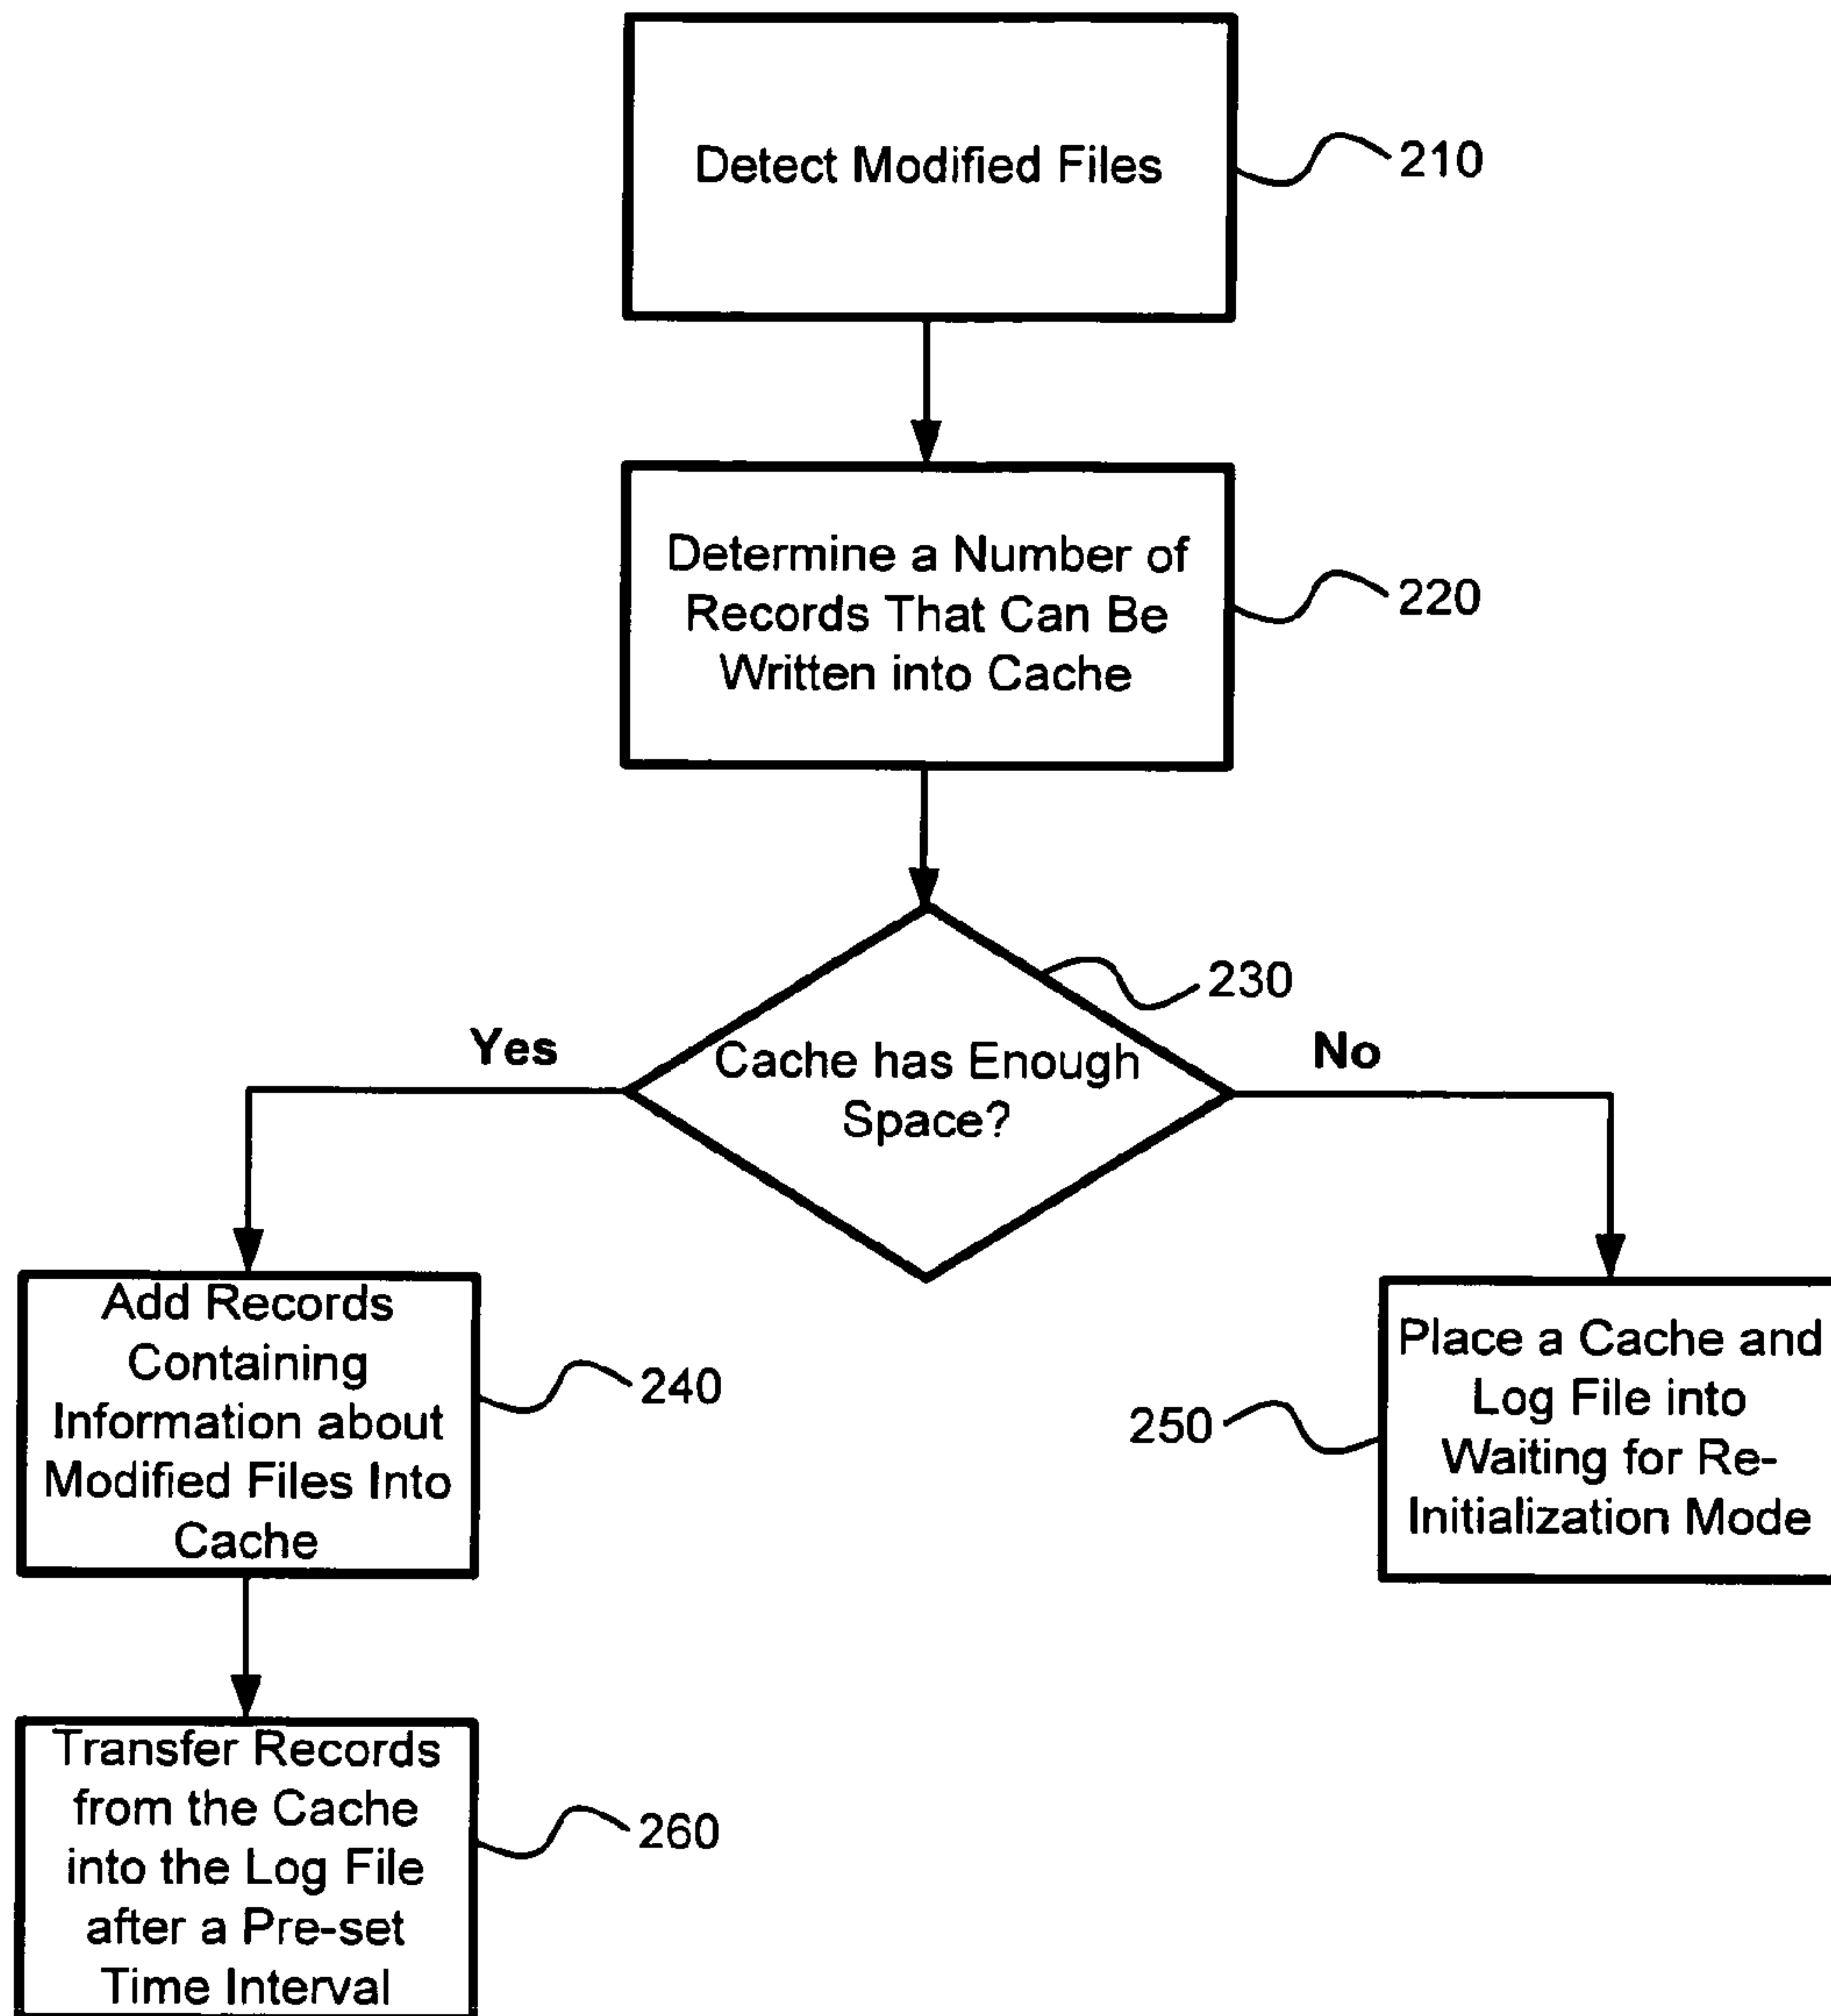 Detect Modified Files
210
Determine a Number of
Records That Can Be
Written into Cache
220
230
Yes
No
Cache has Enough
Space?
Add Records
Containing
Information about
Modified Files Into
Cache
240
Place a Cache and
Log File into
Waiting for Re-
Initialization Mode
250
Transfer Records
from the Cache
into the Log File
after a Pre-set
Time Interval
260